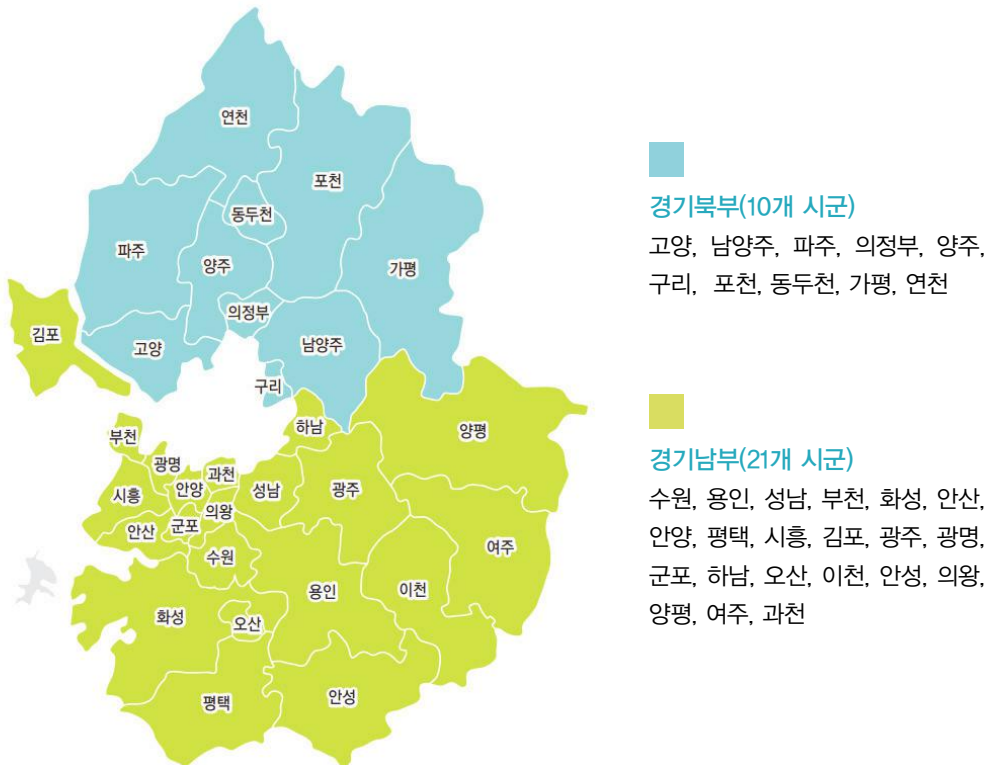 연천
포천
동두천
파주
양주
가평
의정부
김포
고양
남양주
구리
하남
부천
양평
광명
과천
안양
성남
광주
시흥
의왕
군포
안산
수원
여주
용인
이천
화성
오산
안성
평택
경기북부(10개 시군)
고양, 남양주, 파주, 의정부, 양주,
구리, 포천, 동두천, 가평, 연천
경기남부(21개 시군)
수원, 용인, 성남, 부천, 화성, 안산,
안양, 평택, 시흥, 김포, 광주, 광명,
군포, 하남, 오산, 이천, 안성, 의왕,
양평, 여주, 과천